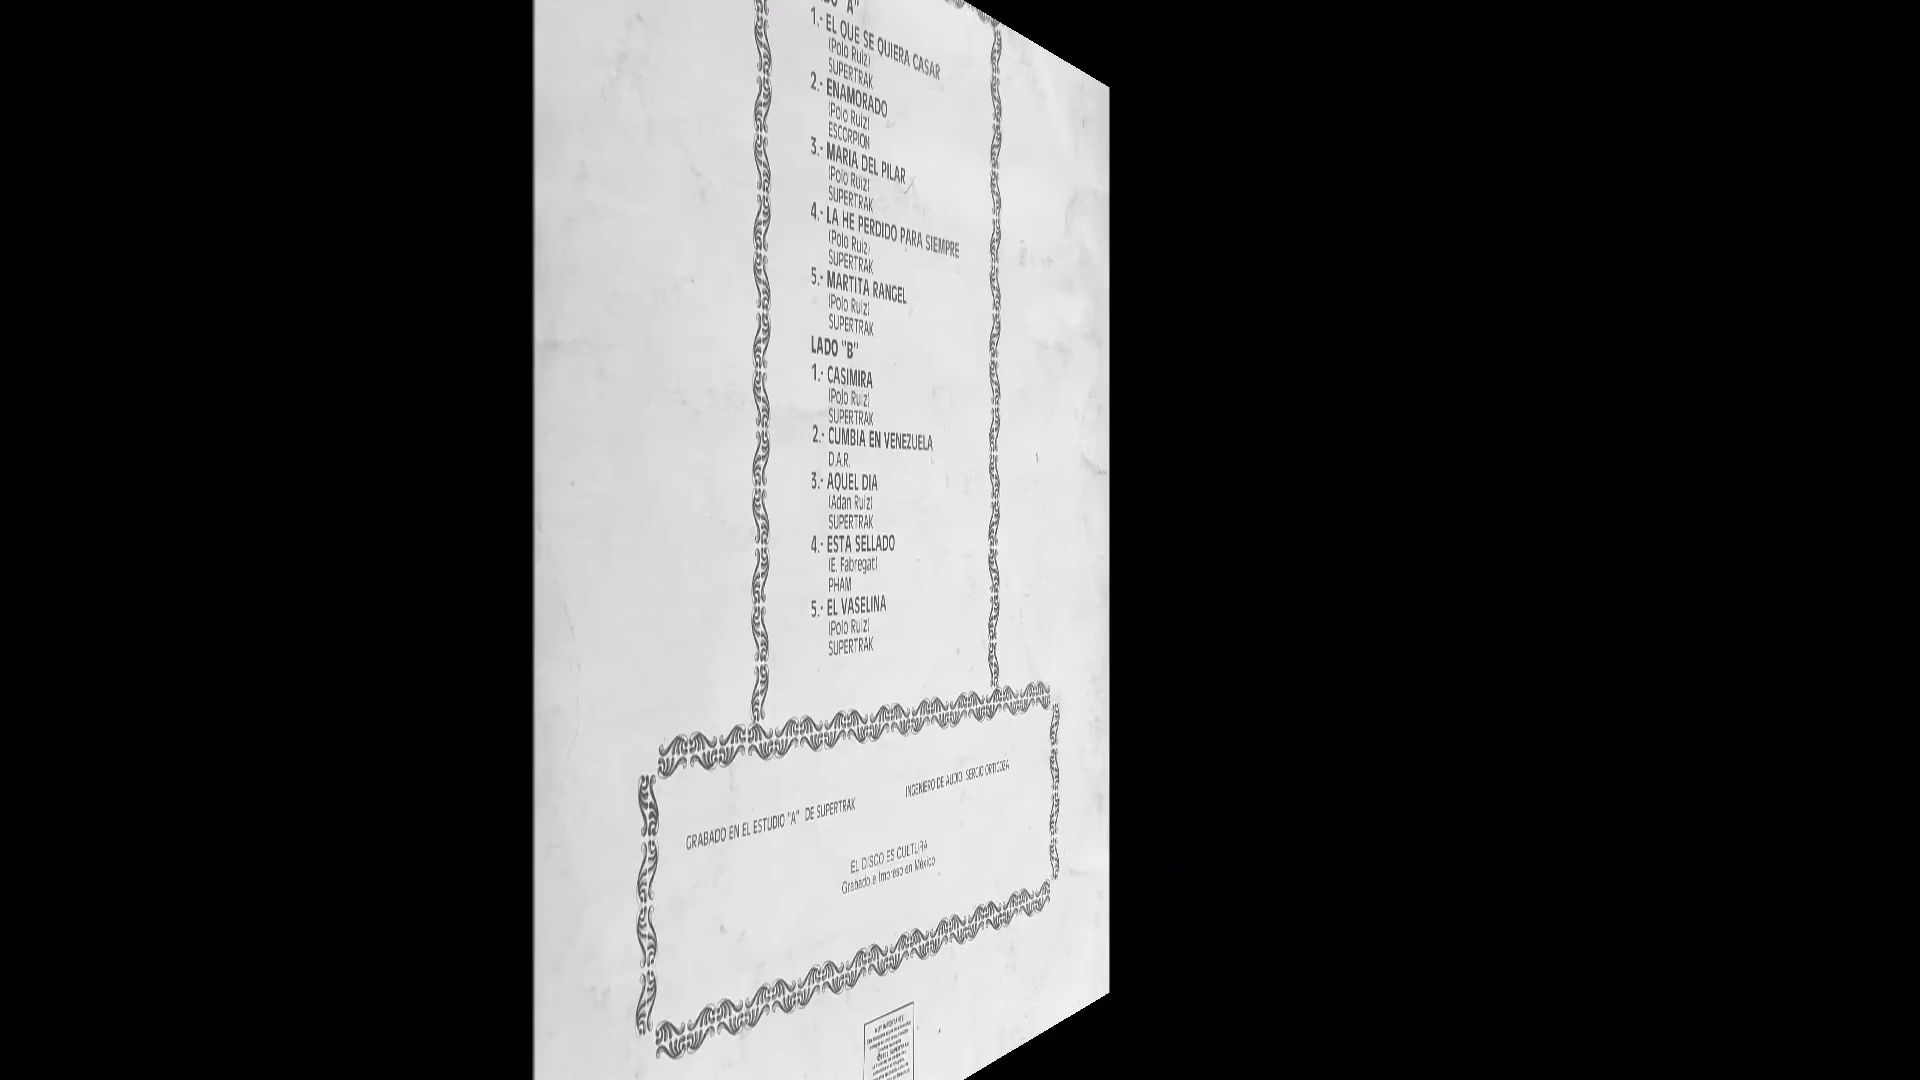 "A"
1.- EL QUE SE QUIERA CASAR
(Polo Ruiz)
SUPERTRAK
2.- ENAMORADO
(Polo Ruiz)
ESCORPION
3.- MARIA DEL PILAR
(Polo Ruiz)
SUPERTRAK
4.- LA HE PERDIDO PARA SIEMPRE
(Polo Ruiz)
SUPERTRAK
5.- MARTITA RANGEL
(Polo Ruiz)
SUPERTRAK
LADO "B"
1.- CASIMIRA
(Polo Ruiz)
SUPERTRAK
2.- CUMBIA EN VENEZUELA
D.A.R.
3.- AQUEL DIA
(Adan Ruiz)
SUPERTRAK
4.- ESTA SELLADO
(E. Fabregat)
PHAM
5.- EL VASELINA
(Polo Ruiz)
SUPERTRAK
INGENIERO DE AUDIO: SERGIO
GRABADO EN EL ESTUDIO "A" DE SUPERTRAK
EL DISCO ES CULTURA
Grabado e Impreso en México